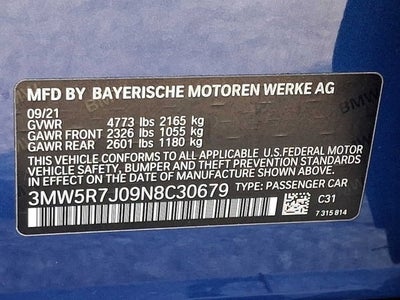 MFD BY BAYERISCHE MOTOREN WERKE AG
09/21
GVWR 4773 lbs 2165 kg
GAWR FRONT 2326 lbs 1055 kg
GAWR REAR 2601 lbs 1180 kg
THIS VEHICLE CONFORMS TO ALL APPLICABLE U.S.FEDERAL MOTOR
VEHICLE SAFETY, BUMPER AND THEFT PREVENTION STANDARDS
IN EFFECT ON THE DATE OF MANUFACTURE SHOWN ABOVE.
3MW5R7J09N8C30679 TYPE: PASSENGER CAR
C31
7 315 814